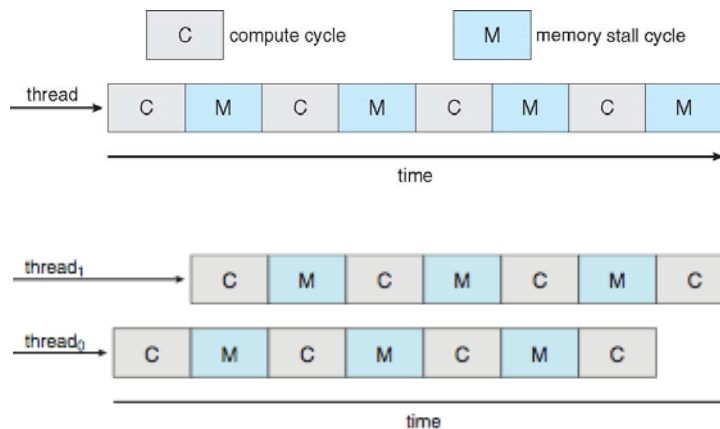 C compute cycle M memory stall cycle
thread C M C M C M C M
time
thread1 C M C M C M C
thread0 C M C M C M C
time